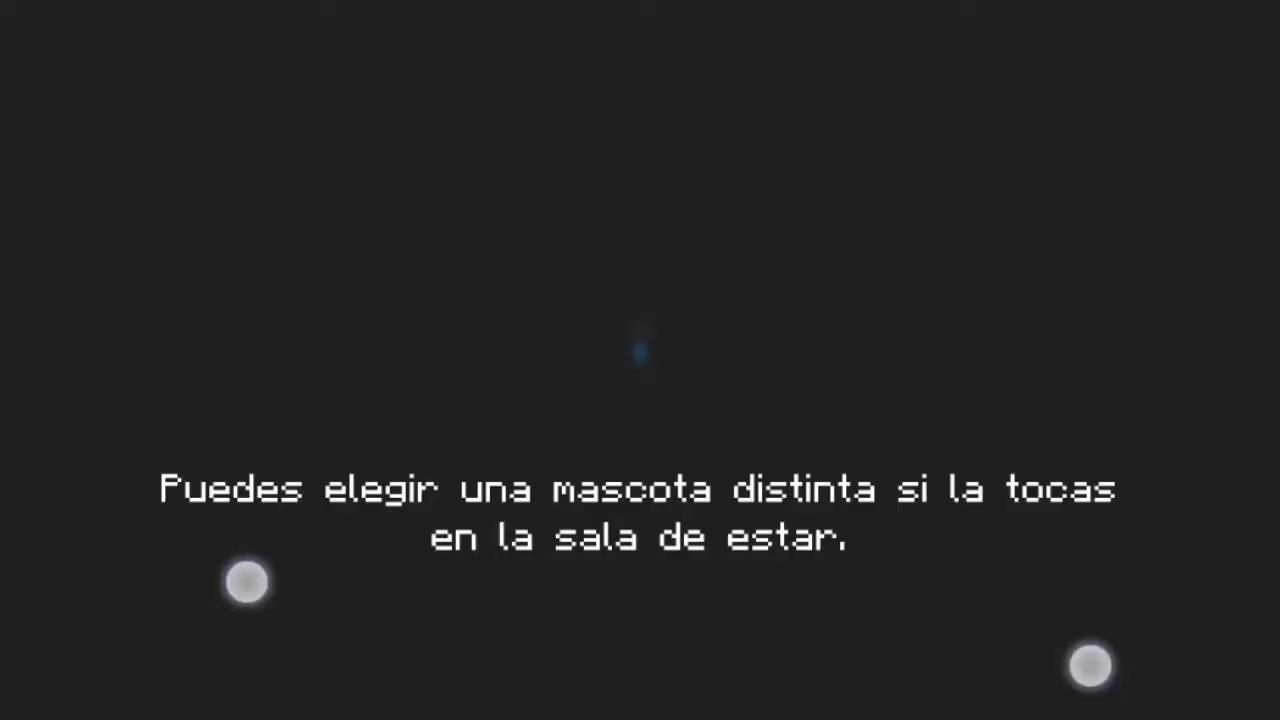 Puedes elegir una mascota distinta si la tocas
en la sala de estar.